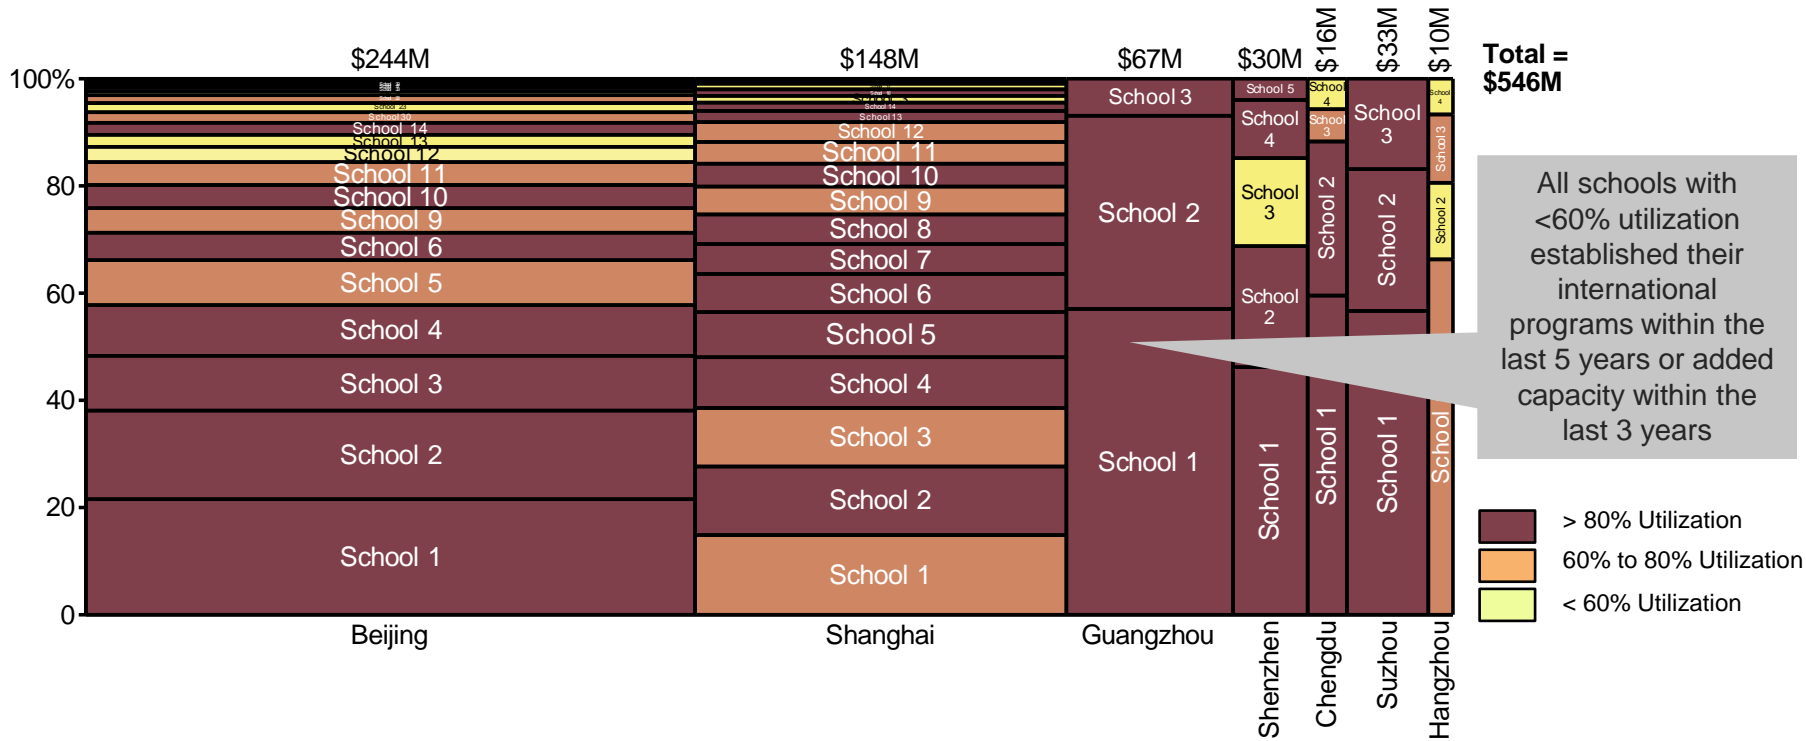 $244M
$148M
$67M
$30M
$16M
$33M
$10M
Total =
$546M
100%
80
60
40
20
0
School 23
School 30
School 14
School 13
School 12
School 11
School 10
School 9
School 6
School 5
School 4
School 3
School 2
School 1
School 14
School 13
School 12
School 11
School 10
School 9
School 8
School 7
School 6
School 5
School 4
School 3
School 2
School 1
School 3
School 2
School 1
School 5
School
4
School
3
School
2
School 1
School
4
School
3
School 2
School 1
School
3
School 2
School 1
School
4
School 3
School 2
School
Beijing
Shanghai
Guangzhou
Shenzhen
Chengdu
Suzhou
Hangzhou
All schools with
<60% utilization
established their
international
programs within the
last 5 years or added
capacity within the
last 3 years
> 80% Utilization
60% to 80% Utilization
< 60% Utilization